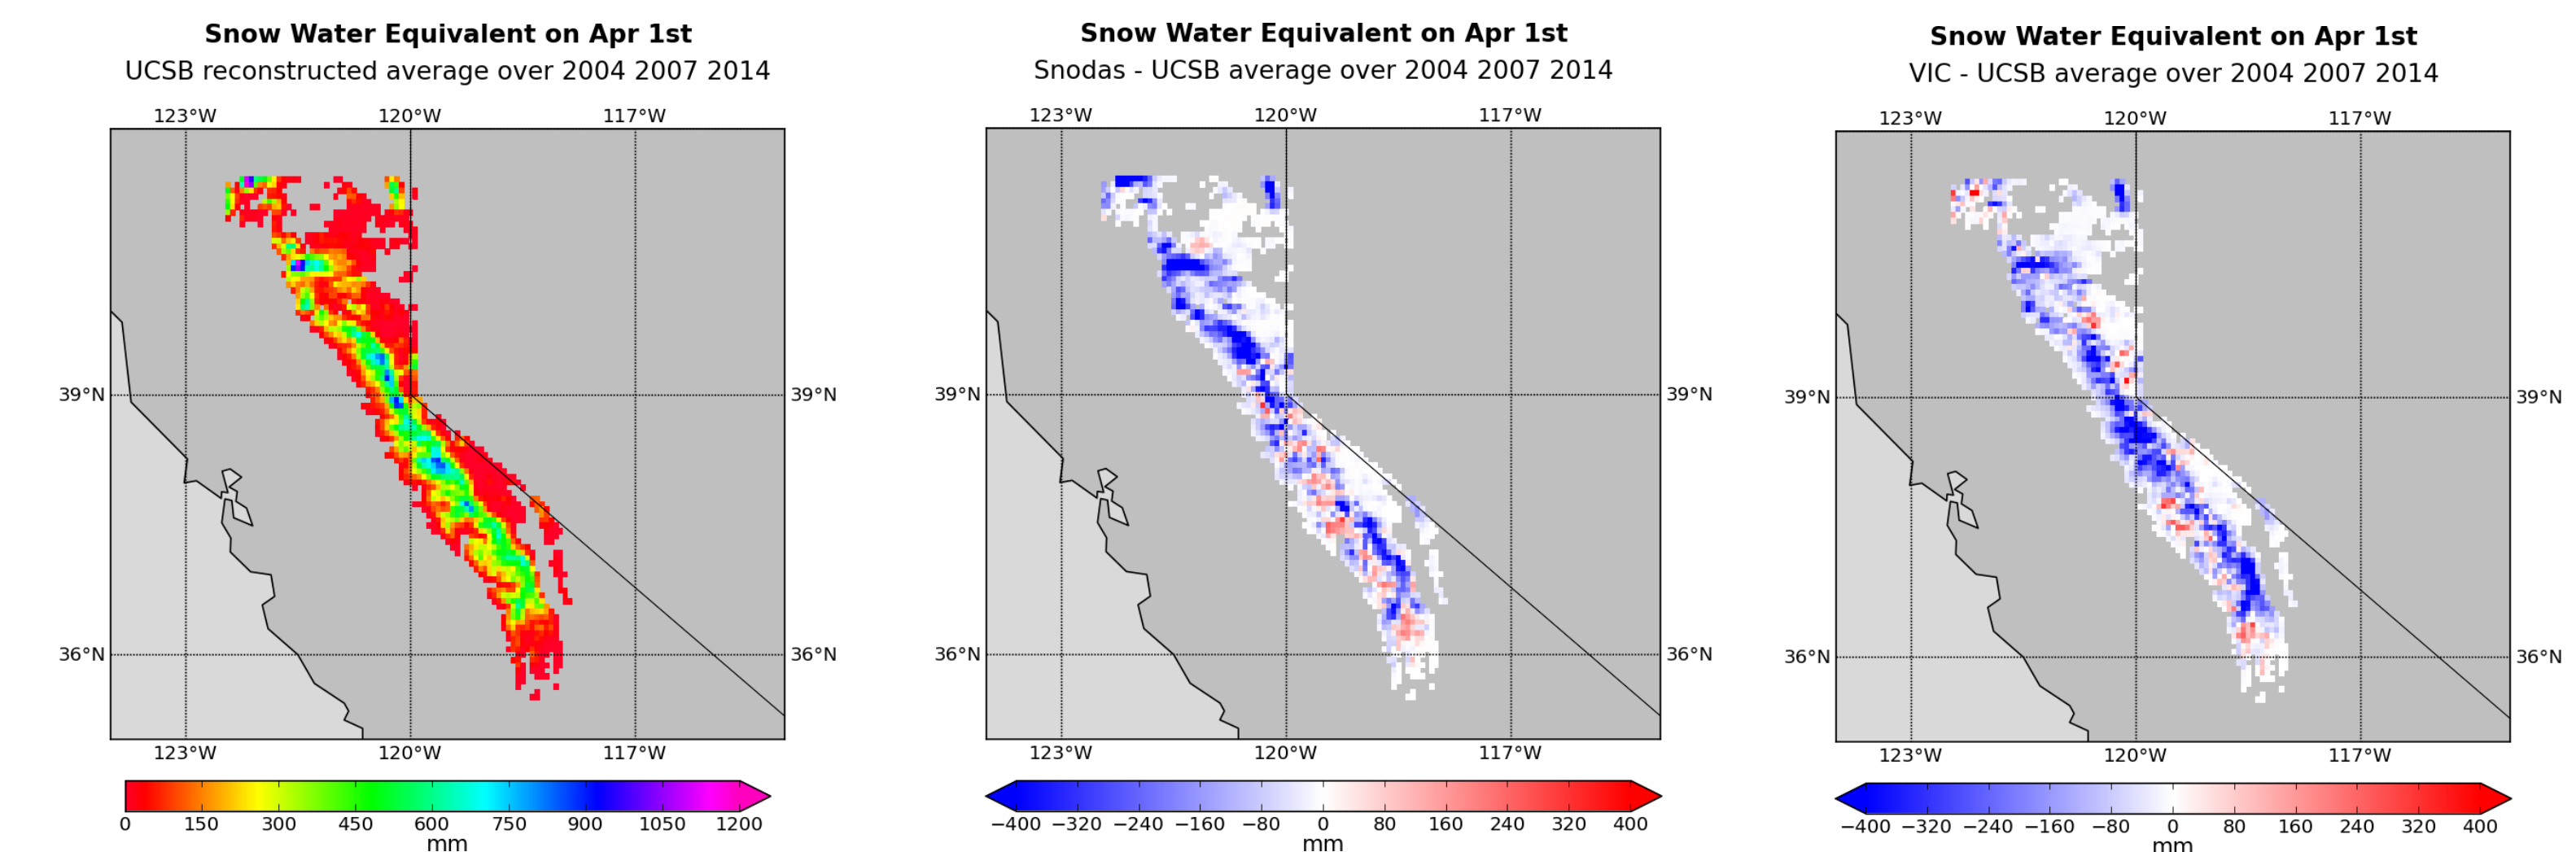 Snow Water Equivalent on Apr 1st
UCSB reconstructed average over 2004 2007 2014
123°W 120°W 117°W
39°N 39°N
36°N 36°N
123°W 120°W 117°W
0 150 300 450 600 750 900 1050 1200
mm
Snow Water Equivalent on Apr 1st
Snodas - UCSB average over 2004 2007 2014
123°W 120°W 117°W
39°N 39°N
36°N 36°N
123°W 120°W 117°W
−400 −320 −240 −160 −80 0 80 160 240 320 400
mm
Snow Water Equivalent on Apr 1st
VIC - UCSB average over 2004 2007 2014
123°W 120°W 117°W
39°N 39°N
36°N 36°N
123°W 120°W 117°W
−400 −320 −240 −160 −80 0 80 160 240 320 400
mm